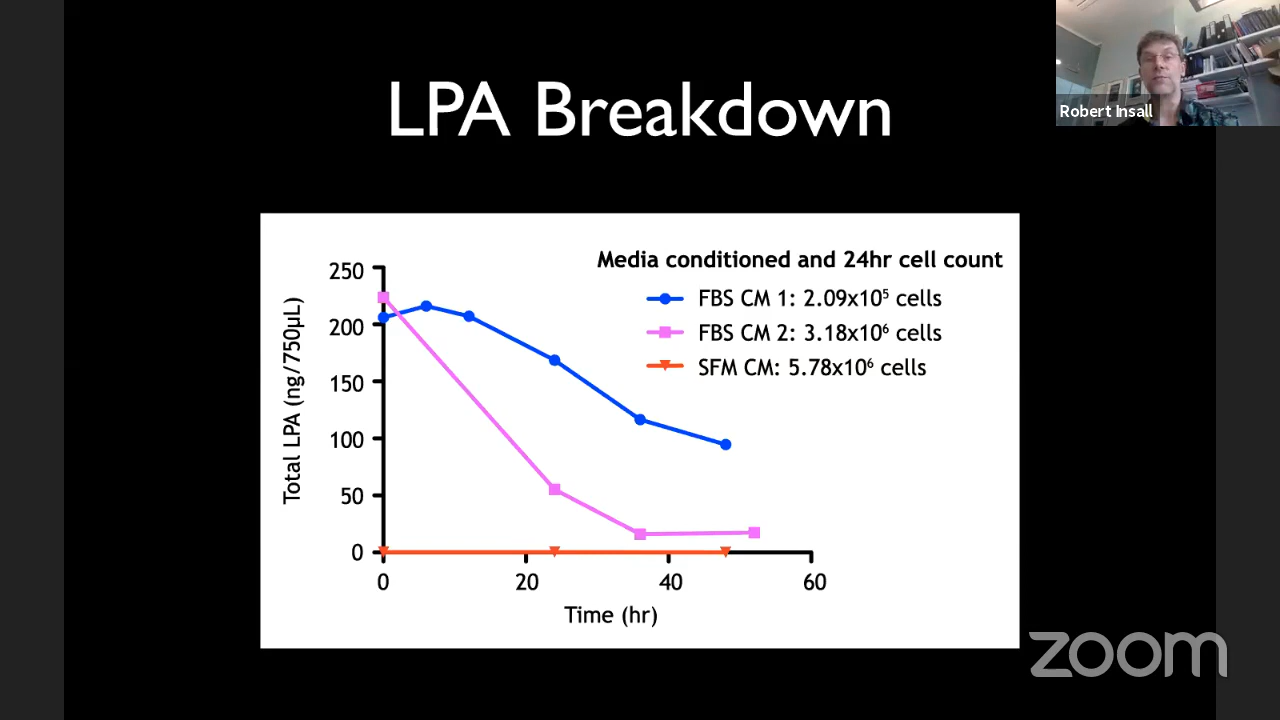 LPA Breakdown
Robert Insall
Media conditioned and 24hr cell count
FBS CM 1: 2.09x10⁵ cells
FBS CM 2: 3.18x10⁶ cells
SFM CM: 5.78x10⁶ cells
Total LPA (ng/750µL)
250
200
150
100
50
0
0 20 40 60
Time (hr)
zoom